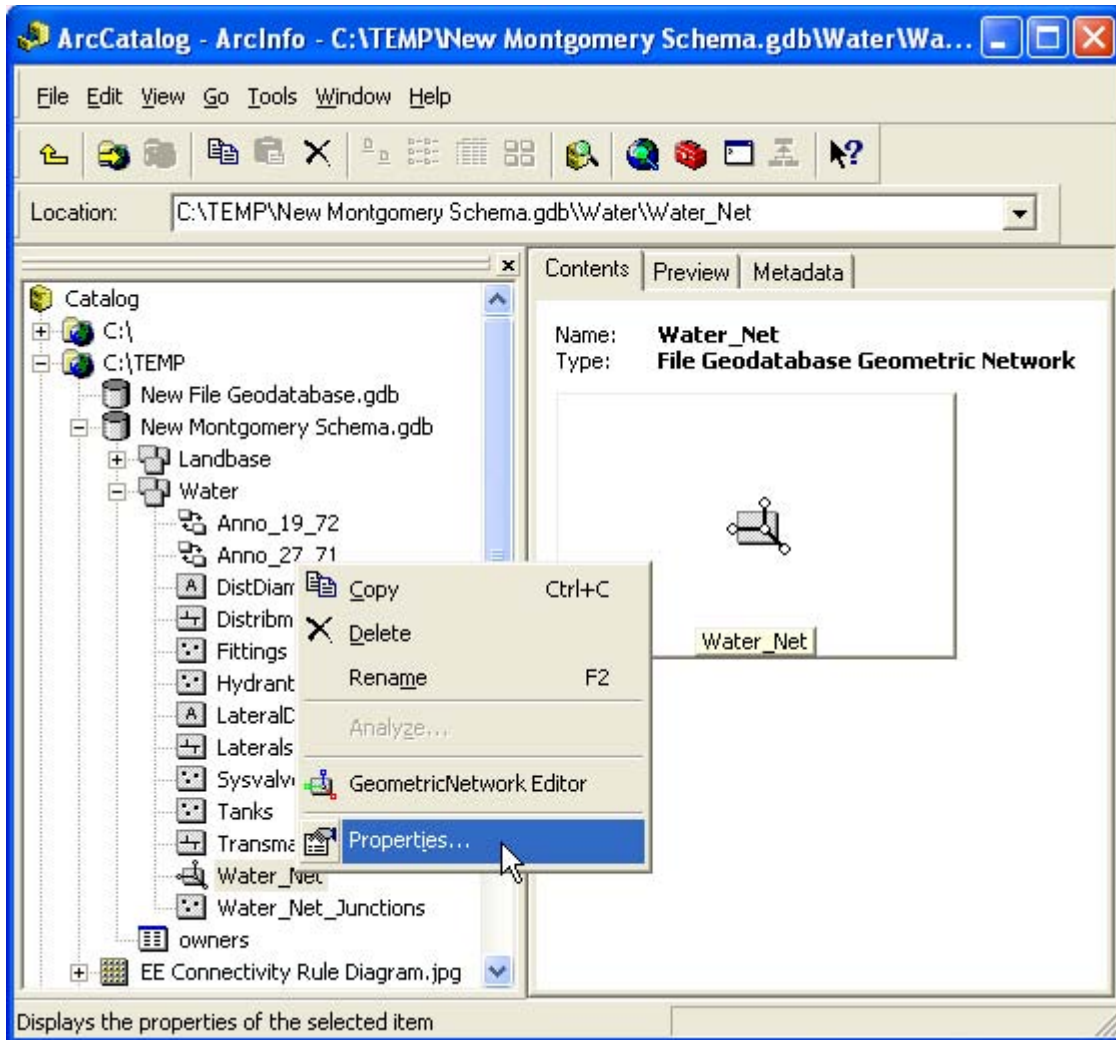 ArcCatalog - ArcInfo - C:\TEMP\New Montgomery Schema.gdb\Water\Wa...
File Edit View Go Tools Window Help
Location: C:\TEMP\New Montgomery Schema.gdb\Water\Water_Net
Contents Preview Metadata
Catalog
C:\
C:\TEMP
New File Geodatabase.gdb
New Montgomery Schema.gdb
Landbase
Water
Anno_19_72
Anno_27_71
DistDiam
Distribm
Fittings
Hydrant
LateralD
Laterals
Sysvalv
Tanks
Transma
Water_Net
Water_Net_Junctions
owners
EE Connectivity Rule Diagram.jpg
Copy Ctrl+C
Delete
Rename F2
Analyze...
GeometricNetwork Editor
Properties...
Name: Water_Net
Type: File Geodatabase Geometric Network
Water_Net
Displays the properties of the selected item